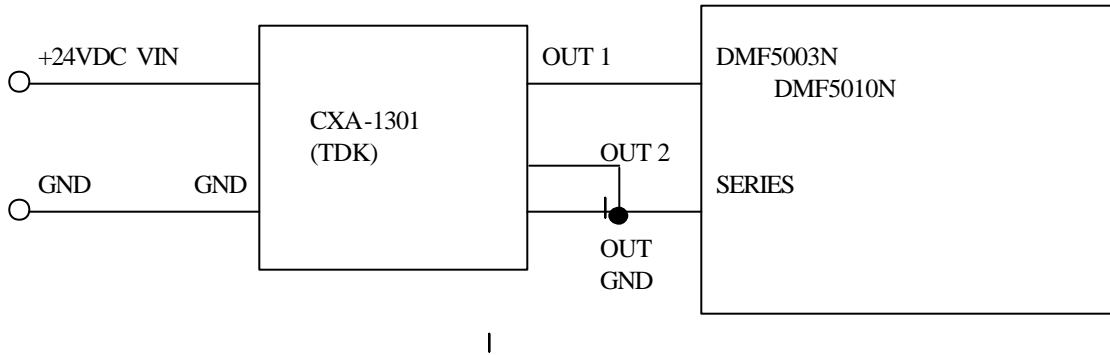 +24VDC VIN
OUT 1
DMF5003N
DMF5010N
CXA-1301
(TDK)
OUT 2
GND
GND
SERIES
OUT
GND